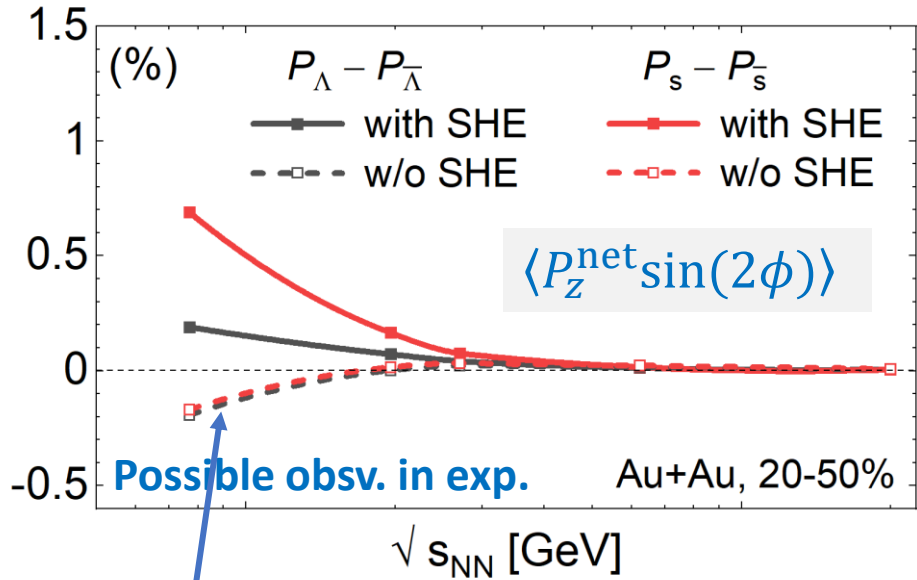 1.5
(%)
P_Λ − P_Λ̅
P_s − P_s̅
with SHE
with SHE
1
w/o SHE
w/o SHE
0.5
⟨P_z^net sin(2ϕ)⟩
0
Possible obsv. in exp.
Au+Au, 20-50%
-0.5
√ s_NN [GeV]